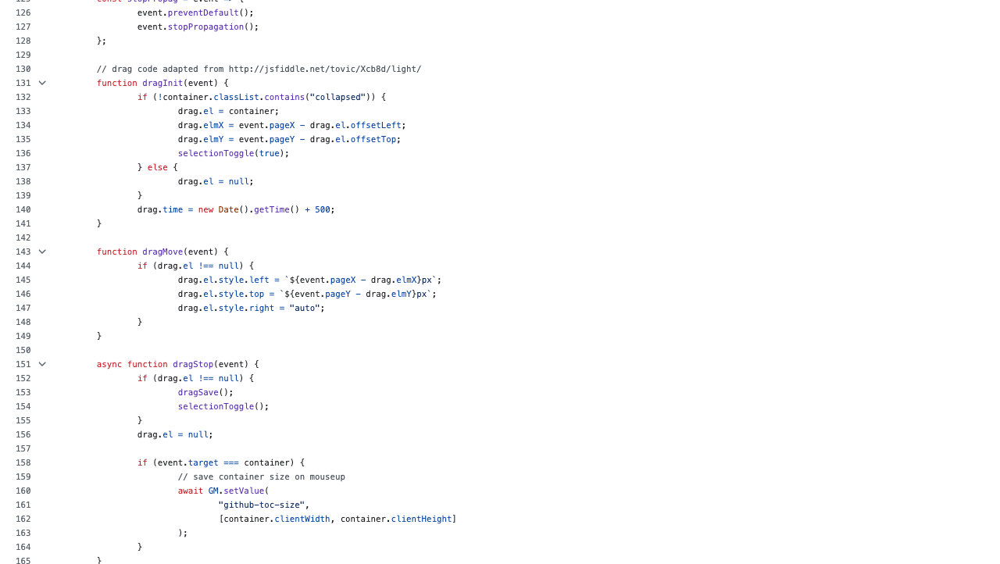 125 const stopPropag = event => {
126 event.preventDefault();
127 event.stopPropagation();
128 };
129
130 // drag code adapted from http://jsfiddle.net/tovic/Xcb8d/light/
131 function dragInit(event) {
132 if (!container.classList.contains("collapsed")) {
133 drag.el = container;
134 drag.elmX = event.pageX - drag.el.offsetLeft;
135 drag.elmY = event.pageY - drag.el.offsetTop;
136 selectionToggle(true);
137 } else {
138 drag.el = null;
139 }
140 drag.time = new Date().getTime() + 500;
141 }
142
143 function dragMove(event) {
144 if (drag.el !== null) {
145 drag.el.style.left = `${event.pageX - drag.elmX}px`;
146 drag.el.style.top = `${event.pageY - drag.elmY}px`;
147 drag.el.style.right = "auto";
148 }
149 }
150
151 async function dragStop(event) {
152 if (drag.el !== null) {
153 dragSave();
154 selectionToggle();
155 }
156 drag.el = null;
157
158 if (event.target === container) {
159 // save container size on mouseup
160 await GM.setValue(
161 "github-toc-size",
162 [container.clientWidth, container.clientHeight]
163 );
164 }
165 }